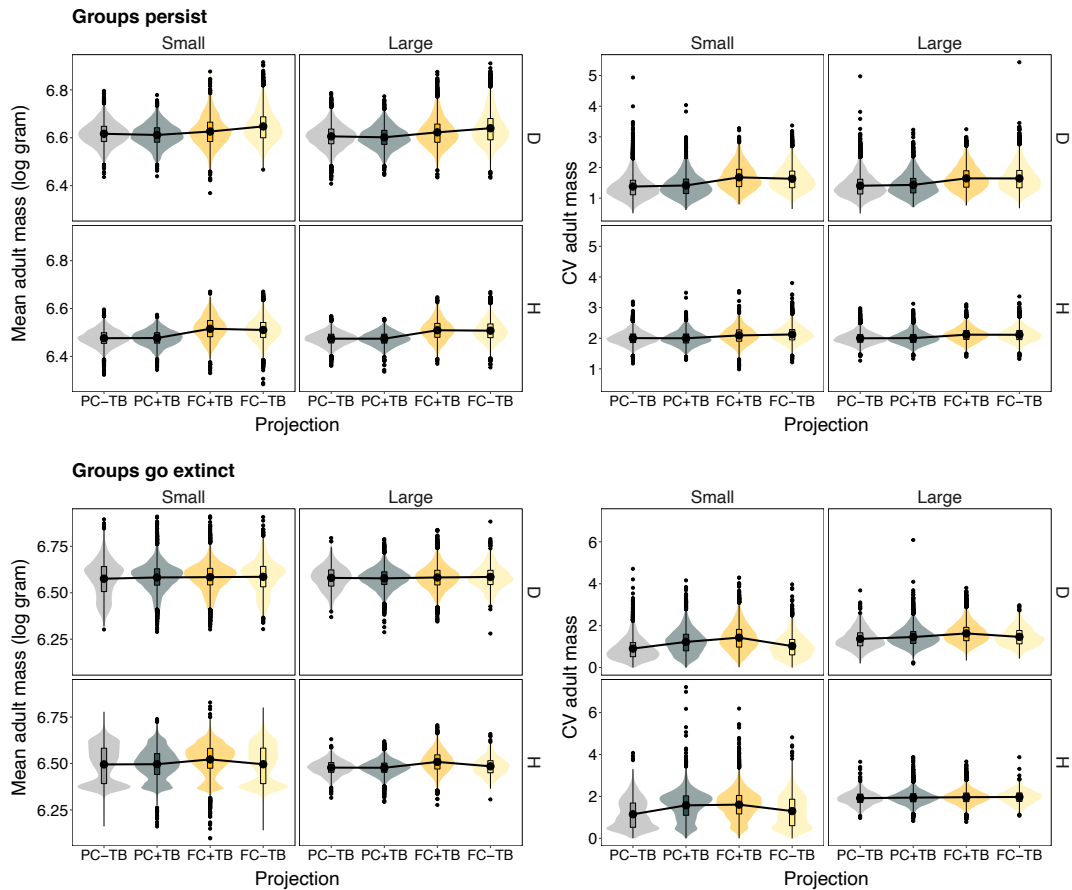 Groups persist
Small Large
Mean adult mass (log gram)
6.8
6.6
6.4
D
6.8
6.6
6.4
H
PC−TB PC+TB FC+TB FC−TB PC−TB PC+TB FC+TB FC−TB
Projection
Small Large
CV adult mass
5
4
3
2
1
D
5
4
3
2
1
H
PC−TB PC+TB FC+TB FC−TB PC−TB PC+TB FC+TB FC−TB
Projection
Groups go extinct
Small Large
Mean adult mass (log gram)
6.75
6.50
6.25
D
6.75
6.50
6.25
H
PC−TB PC+TB FC+TB FC−TB PC−TB PC+TB FC+TB FC−TB
Projection
Small Large
CV adult mass
6
4
2
0
D
6
4
2
0
H
PC−TB PC+TB FC+TB FC−TB PC−TB PC+TB FC+TB FC−TB
Projection